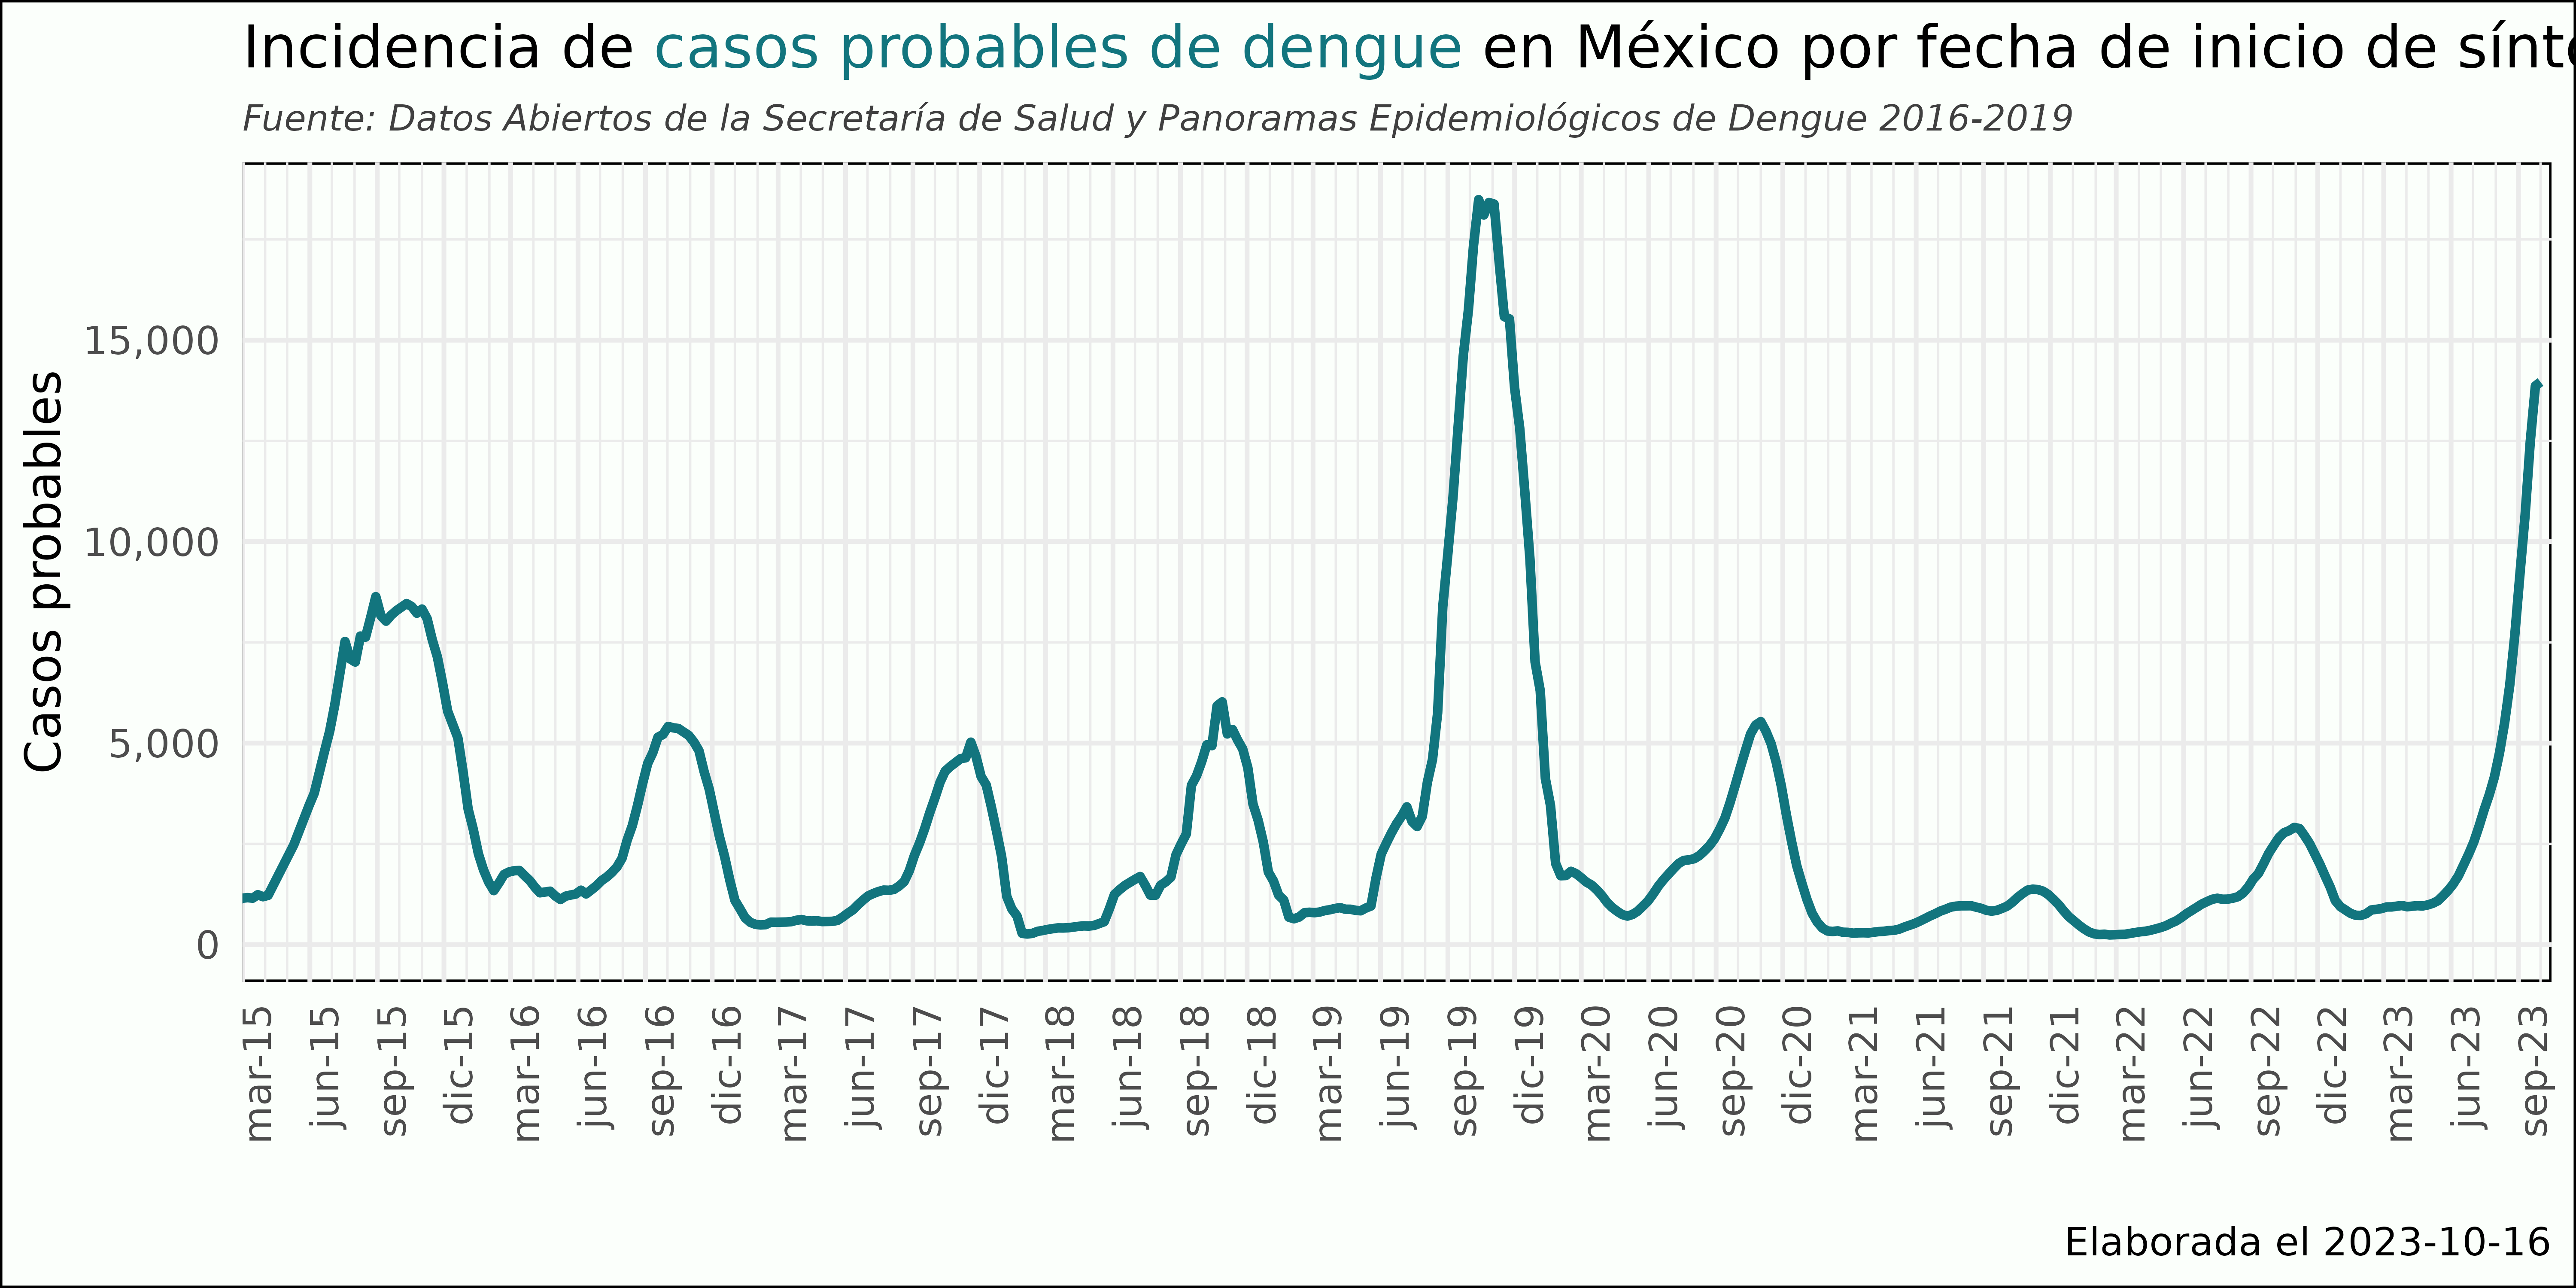 Incidencia de casos probables de dengue en México por fecha de inicio de
Fuente: Datos Abiertos de la Secretaría de Salud y Panoramas Epidemiológicos de Dengue 2016-2019
Casos probables
15,000
10,000
5,000
0
mar-15
jun-15
sep-15
dic-15
mar-16
jun-16
sep-16
dic-16
mar-17
jun-17
sep-17
dic-17
mar-18
jun-18
sep-18
dic-18
mar-19
jun-19
sep-19
dic-19
mar-20
jun-20
sep-20
dic-20
mar-21
jun-21
sep-21
dic-21
mar-22
jun-22
sep-22
dic-22
mar-23
jun-23
sep-23
Elaborada el 2023-10-16